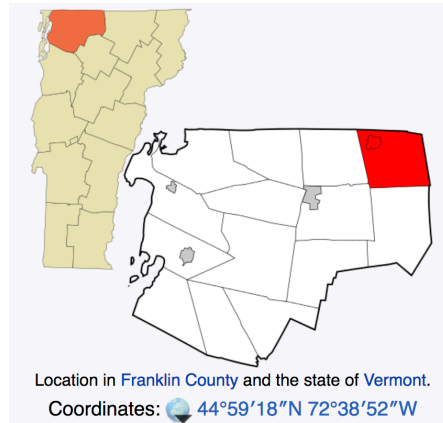 Location in Franklin County and the state of Vermont.
Coordinates: 44°59′18″N 72°38′52″W